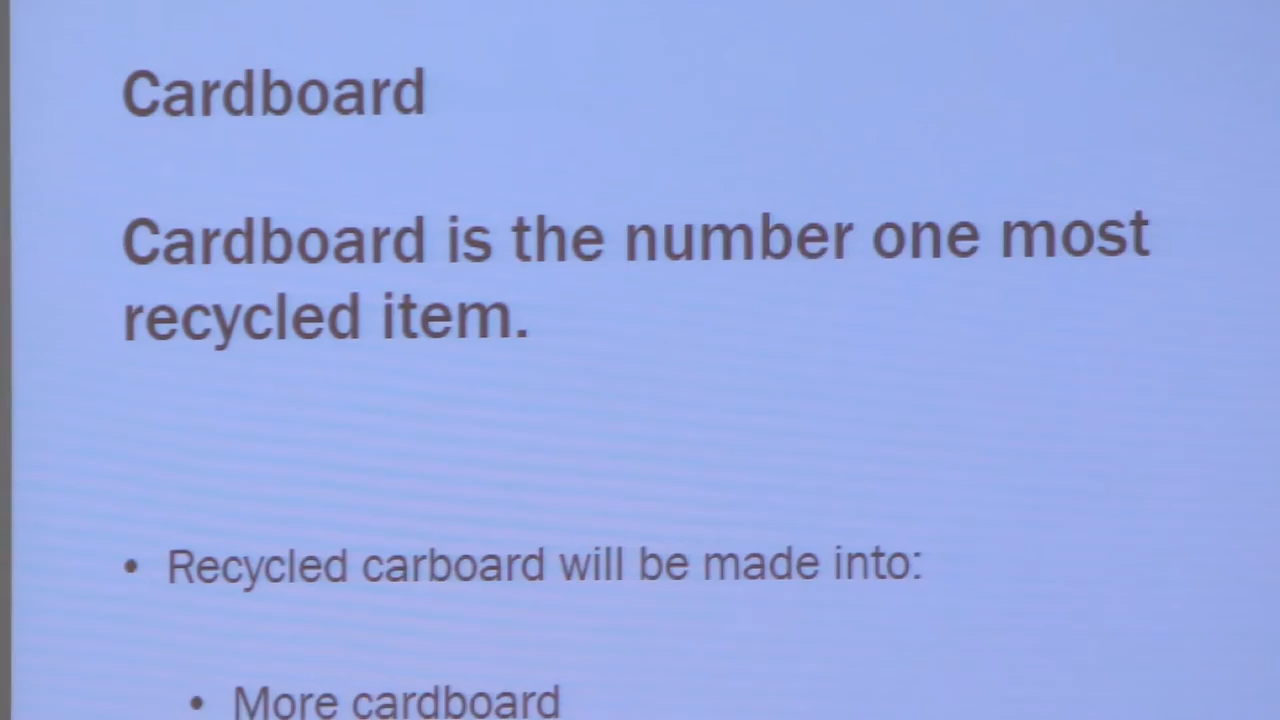 Cardboard
Cardboard is the number one most
recycled item.
• Recycled carboard will be made into:
• More cardboard